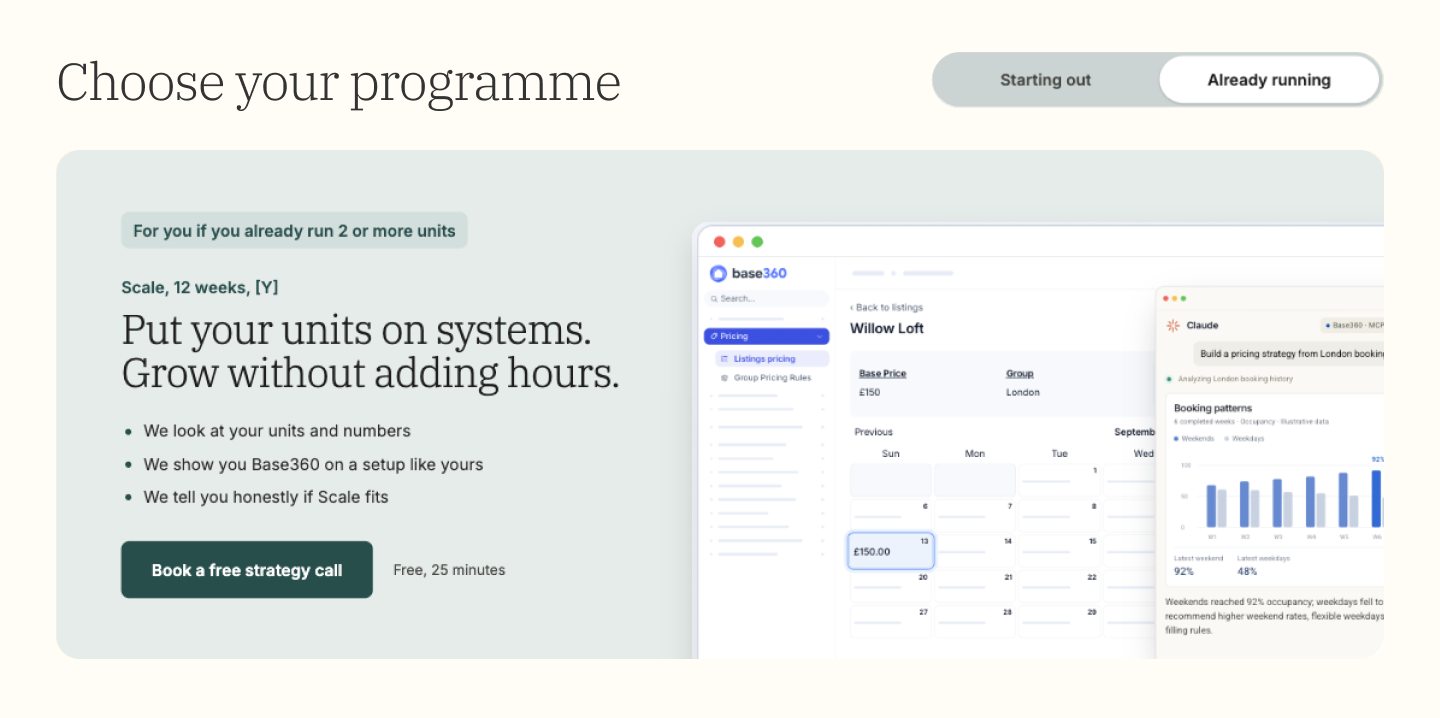 Choose your programme
Starting out
Already running
For you if you already run 2 or more units
Scale, 12 weeks, [Y]
Put your units on systems.
Grow without adding hours.
We look at your units and numbers
We show you Base360 on a setup like yours
We tell you honestly if Scale fits
Book a free strategy call
Free, 25 minutes
base360
Search...
Pricing
Listings pricing
Group Pricing Rules
‹ Back to listings
Willow Loft
Base Price
Group
£150
London
Previous
Septemb
Sun Mon Tue Wed
1
6 7 8
13 14 15
£150.00
20 21 22
27 28 29
Claude
Base360 · MCP
Build a pricing strategy from London booking
Analyzing London booking history
Booking patterns
6 completed weeks · Occupancy · Illustrative data
Weekends Weekdays
92%
100
50
0
W1 W2 W3 W4 W5 W6
Latest weekend Latest weekdays
92% 48%
Weekends reached 92% occupancy; weekdays fell to
recommend higher weekend rates, flexible weekdays
filling rules.